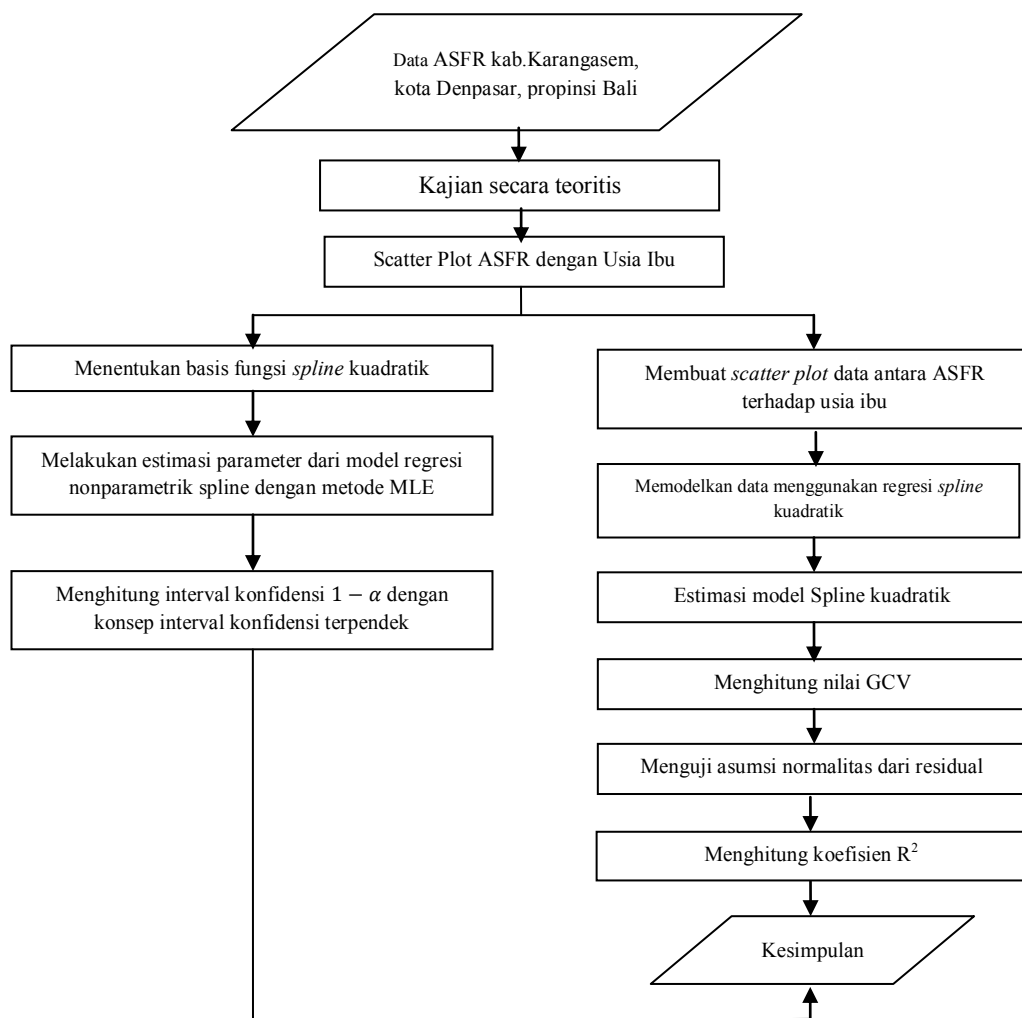 Data ASFR kab.Karangasem,
kota Denpasar, propinsi Bali
Kajian secara teoritis
Scatter Plot ASFR dengan Usia Ibu
Menentukan basis fungsi spline kuadratik
Melakukan estimasi parameter dari model regresi
nonparametrik spline dengan metode MLE
Menghitung interval konfidensi 1 − α dengan
konsep interval konfidensi terpendek
Membuat scatter plot data antara ASFR
terhadap usia ibu
Memodelkan data menggunakan regresi spline
kuadratik
Estimasi model Spline kuadratik
Menghitung nilai GCV
Menguji asumsi normalitas dari residual
Menghitung koefisien R²
Kesimpulan